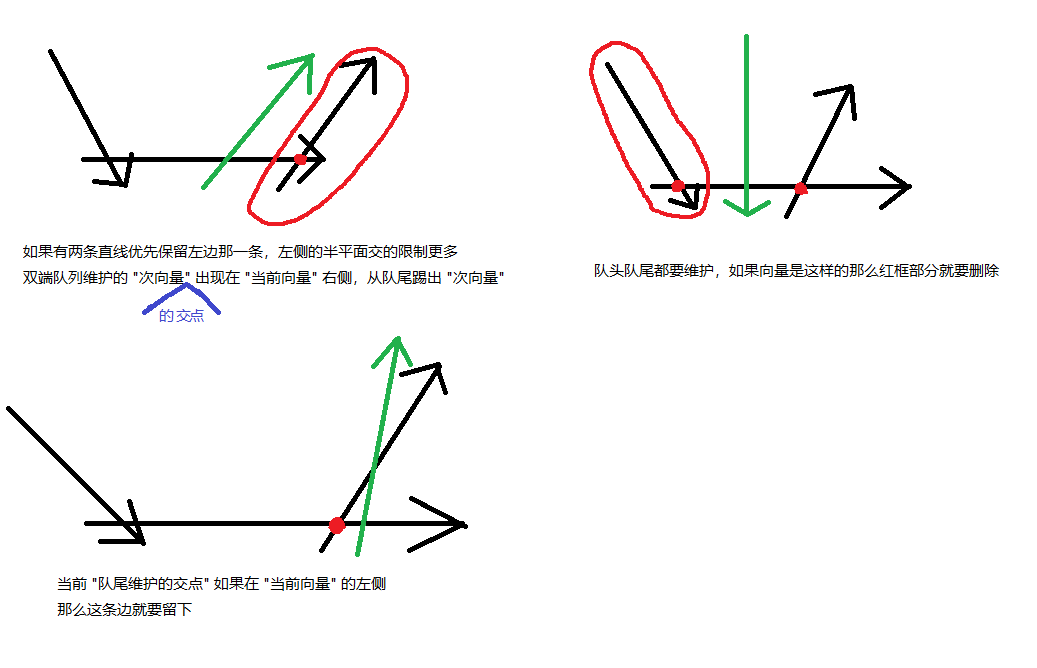 如果有两条直线优先保留左边那一条，左侧的半平面交的限制更多
双端队列维护的 "次向量" 出现在 "当前向量" 右侧，从队尾踢出 "次向量"
的交点
队头队尾都要维护，如果向量是这样的那么红框部分就要删除
当前 "队尾维护的交点" 如果在 "当前向量" 的左侧
那么这条边就要留下